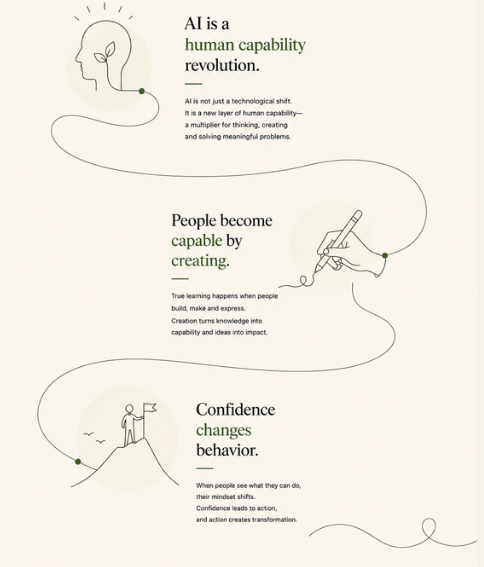 AI is a
human capability
revolution.
AI is not just a technological shift.
It is a new layer of human capability—
a multiplier for thinking, creating
and solving meaningful problems.
People become
capable by
creating.
True learning happens when people
build, make and express.
Creation turns knowledge into
capability and ideas into impact.
Confidence
changes
behavior.
When people see what they can do,
their mindset shifts.
Confidence leads to action,
and action creates transformation.